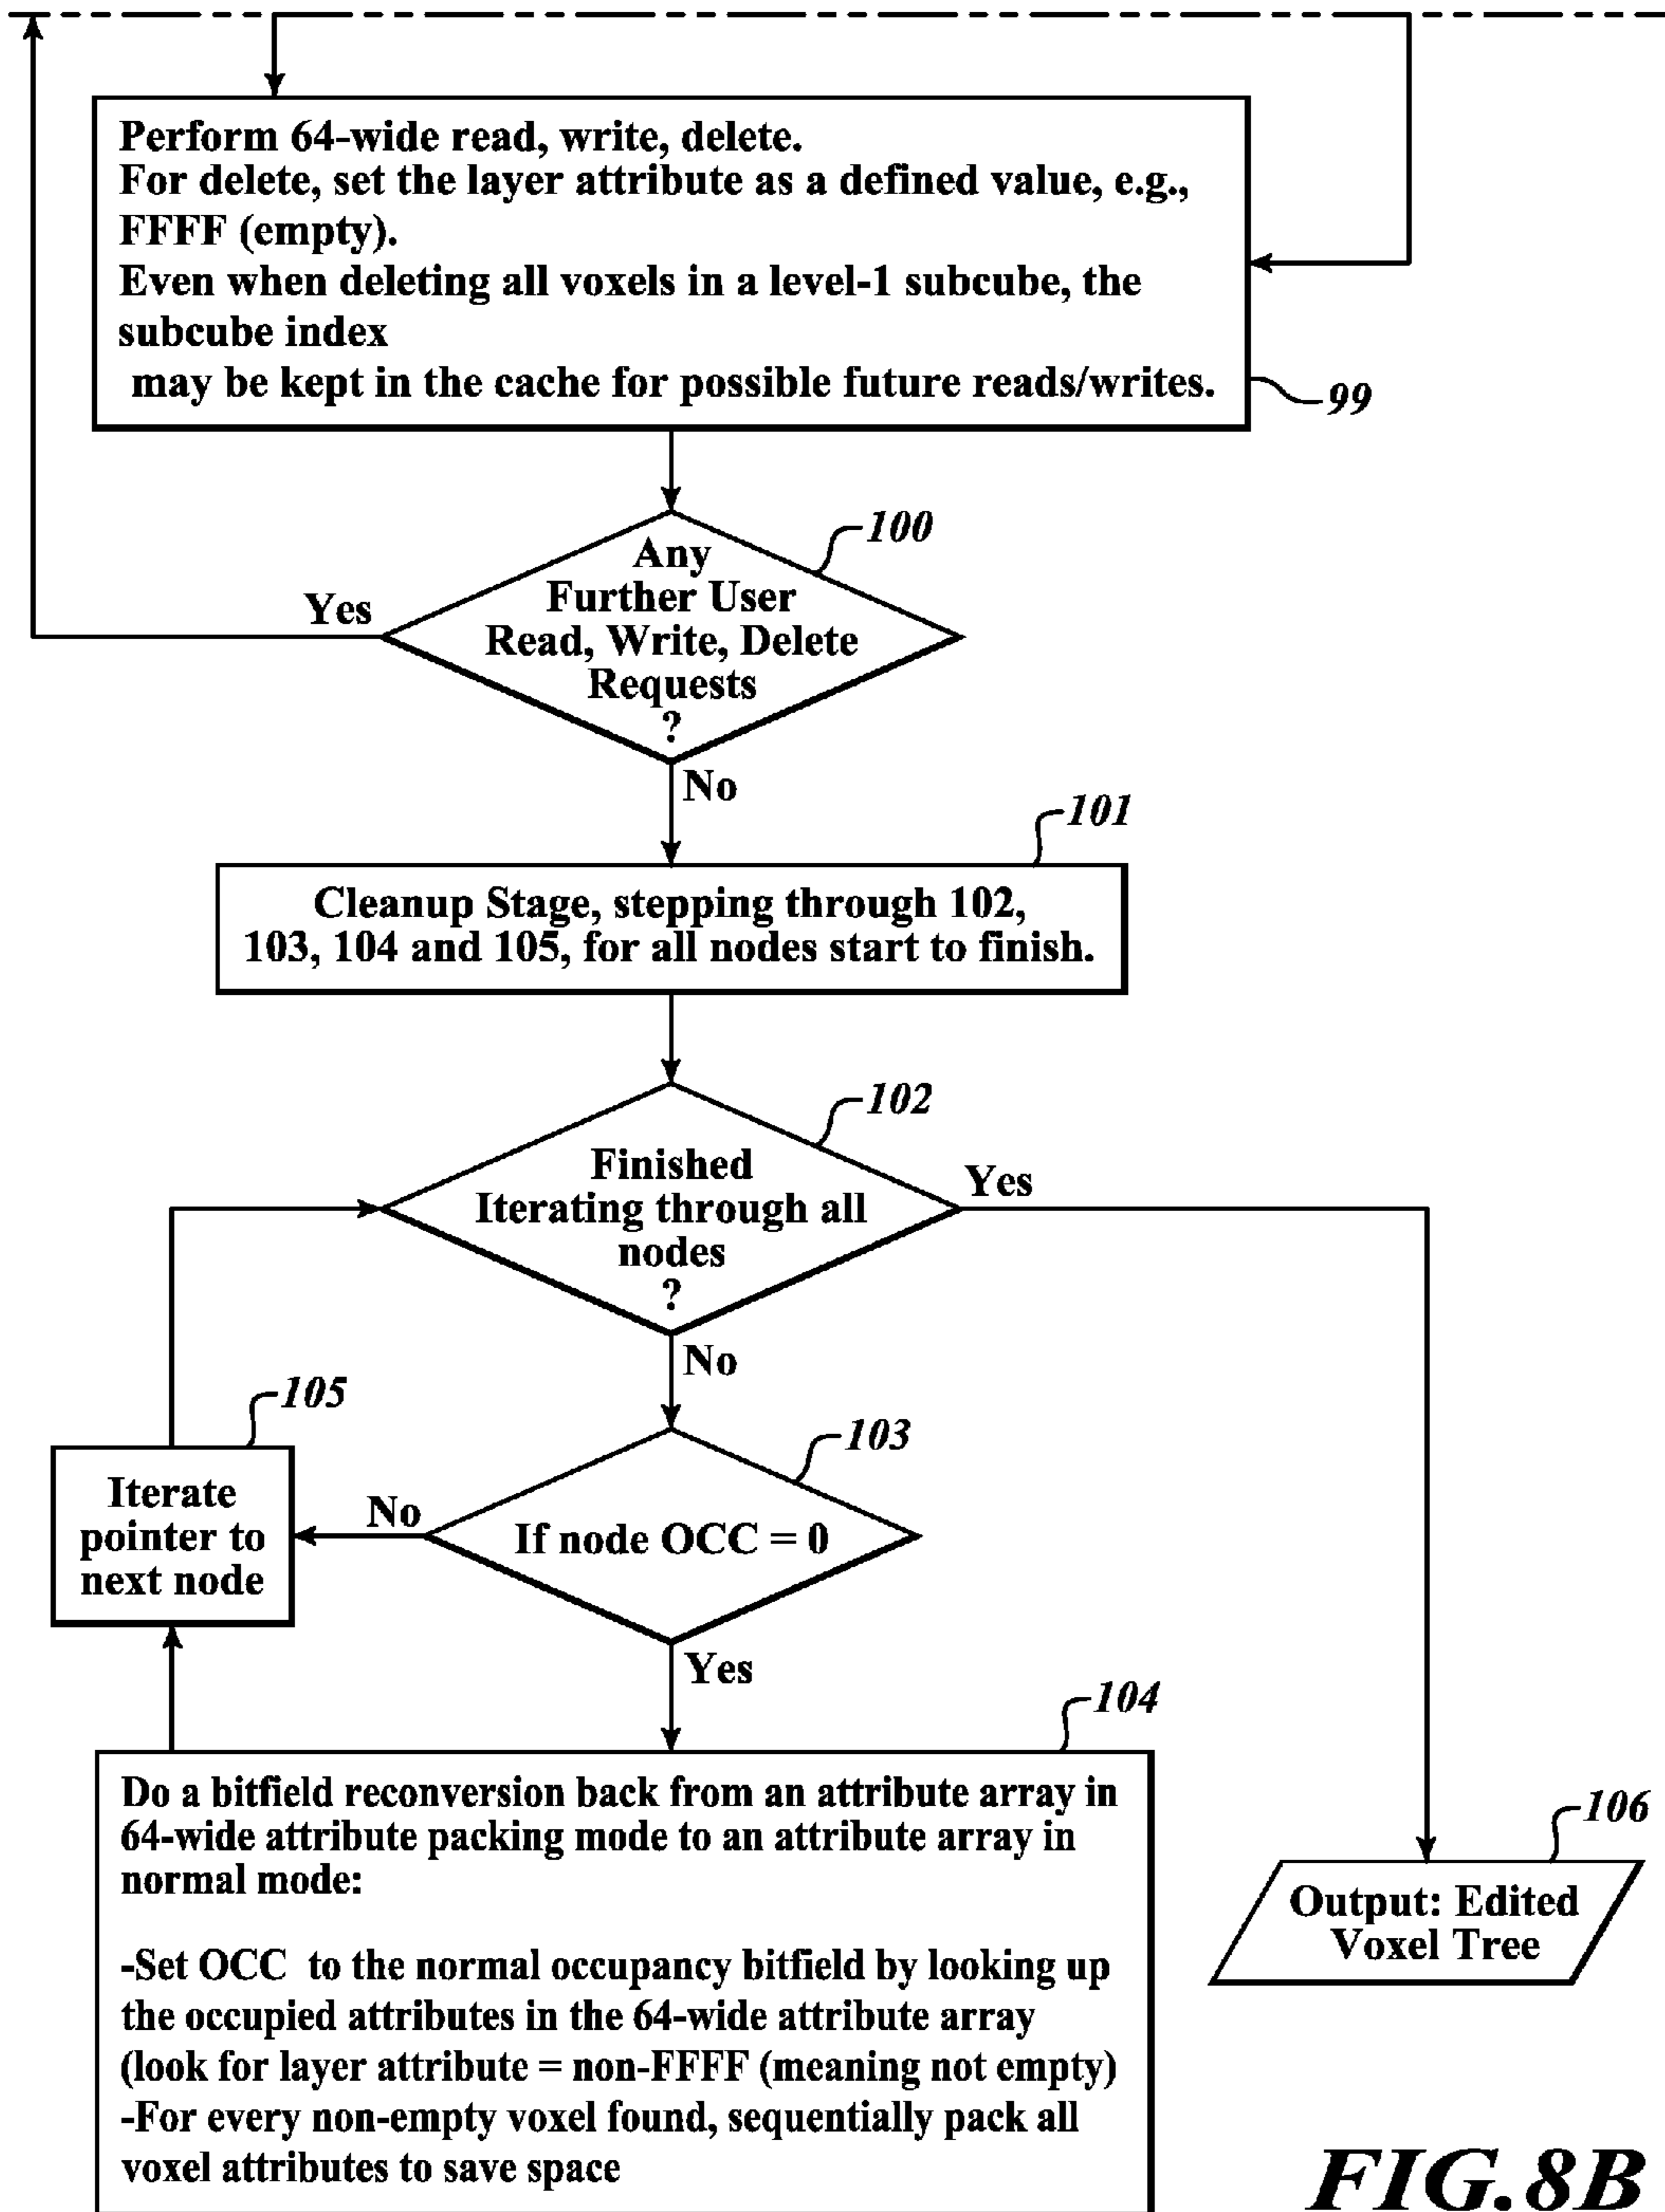 Perform 64-wide read, write, delete.
For delete, set the layer attribute as a defined value, e.g.,
FFFF (empty).
Even when deleting all voxels in a level-1 subcube, the
subcube index
may be kept in the cache for possible future reads/writes.
99
100
Any
Further User
Read, Write, Delete
Requests
?
Yes
No
101
Cleanup Stage, stepping through 102,
103, 104 and 105, for all nodes start to finish.
102
Finished
Iterating through all
nodes
?
Yes
No
105
Iterate
pointer to
next node
103
No
If node OCC = 0
Yes
104
Do a bitfield reconversion back from an attribute array in
64-wide attribute packing mode to an attribute array in
normal mode:
-Set OCC to the normal occupancy bitfield by looking up
the occupied attributes in the 64-wide attribute array
(look for layer attribute = non-FFFF (meaning not empty)
-For every non-empty voxel found, sequentially pack all
voxel attributes to save space
106
Output: Edited
Voxel Tree
FIG.8B